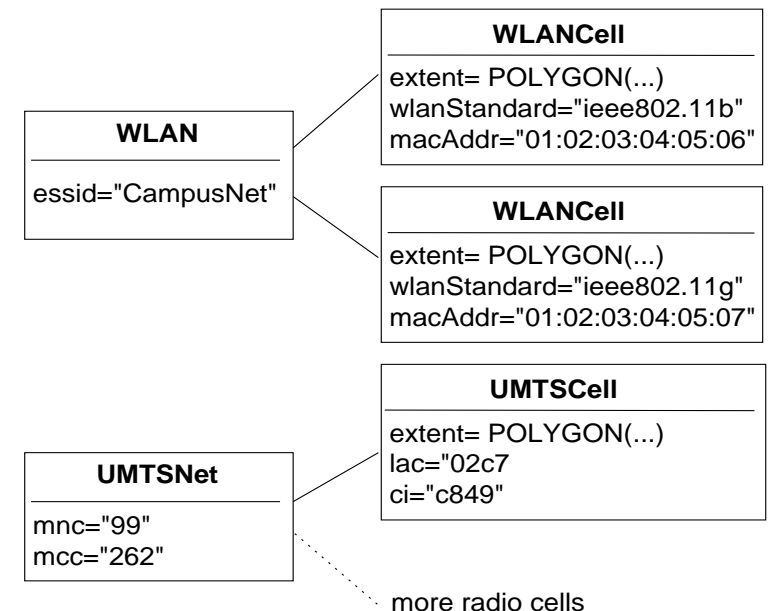 WLAN
essid="CampusNet"
WLANCell
extent= POLYGON(...)
wlanStandard="ieee802.11b"
macAddr="01:02:03:04:05:06"
WLANCell
extent= POLYGON(...)
wlanStandard="ieee802.11g"
macAddr="01:02:03:04:05:07"
UMTSNet
mnc="99"
mcc="262"
UMTSCell
extent= POLYGON(...)
lac="02c7
ci="c849"
more radio cells